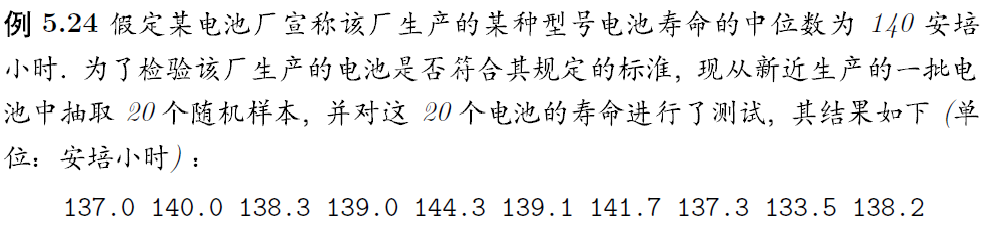 例 5.24 假定某电池厂宣称该厂生产的某种型号电池寿命的中位数为 140 安培
小时. 为了检验该厂生产的电池是否符合其规定的标准, 现从新近生产的一批电
池中抽取 20 个随机样本, 并对这 20 个电池的寿命进行了测试, 其结果如下 (单
位: 安培小时) :
137.0 140.0 138.3 139.0 144.3 139.1 141.7 137.3 133.5 138.2